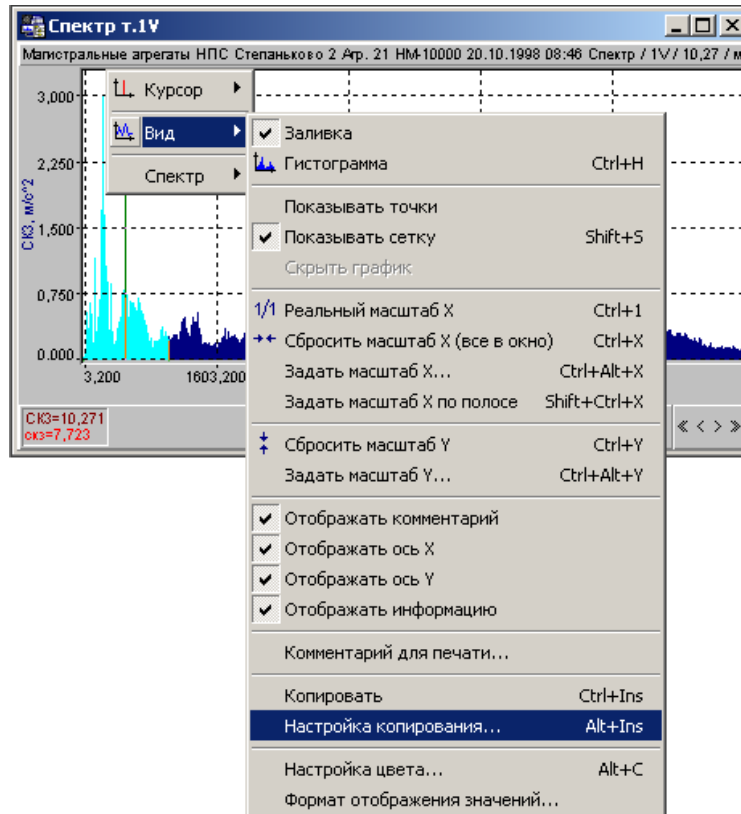 Спектр т.1V
Магистральные агрегаты НПС Степаньково 2 Агр. 21 НМ-10000 20.10.1998 08:46 Спектр / 1V / 10,27 / м
3,000
2,250
1,500
0,750
0.000
СКЗ, м/с^2
3,200 1603,200
СКЗ=10,271
скз=7,723
Курсор
Вид
Спектр
Заливка
Гистограмма Ctrl+H
Показывать точки
Показывать сетку Shift+S
Скрыть график
1/1 Реальный масштаб X Ctrl+1
Сбросить масштаб X (все в окно) Ctrl+X
Задать масштаб X... Ctrl+Alt+X
Задать масштаб X по полосе Shift+Ctrl+X
Сбросить масштаб Y Ctrl+Y
Задать масштаб Y... Ctrl+Alt+Y
Отображать комментарий
Отображать ось X
Отображать ось Y
Отображать информацию
Комментарий для печати...
Копировать Ctrl+Ins
Настройка копирования... Alt+Ins
Настройка цвета... Alt+C
Формат отображения значений...